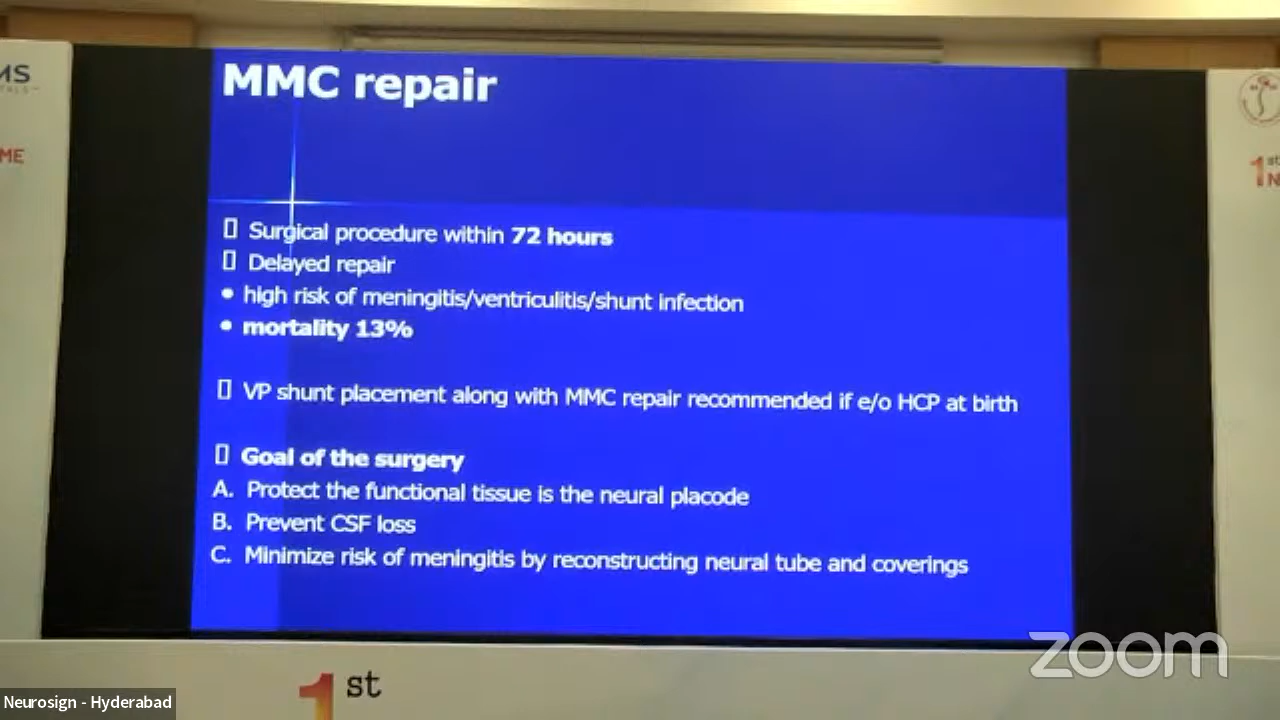 MMC repair
Surgical procedure within 72 hours
Delayed repair
• high risk of meningitis/ventriculitis/shunt infection
• mortality 13%
VP shunt placement along with MMC repair recommended if e/o HCP at birth
Goal of the surgery
A. Protect the functional tissue is the neural placode
B. Prevent CSF loss
C. Minimize risk of meningitis by reconstructing neural tube and coverings
MS
ME
1st
N
1st
zoom
Neurosign - Hyderabad